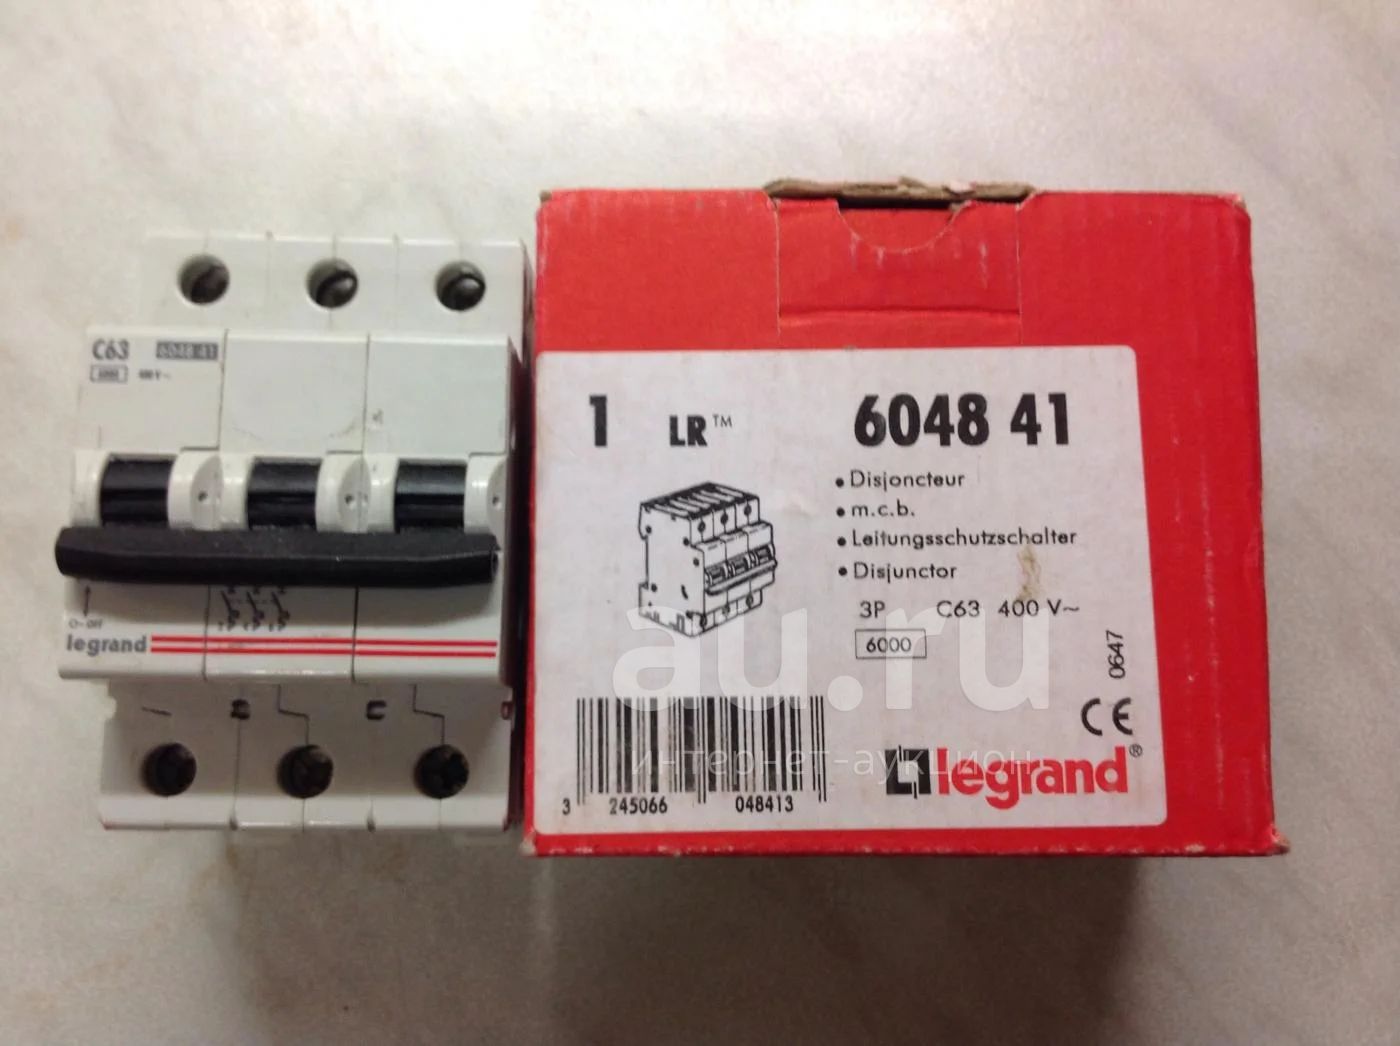 C63 6048 41
6000 400 V~
O-off
legrand
1 LR™ 6048 41
• Disjoncteur
• m.c.b.
• Leitungsschutzschalter
• Disjunctor
3P C63 400 V~
6000
0647
CE
legrand®
3 245066 048413
au.ru
интернет-аукцион